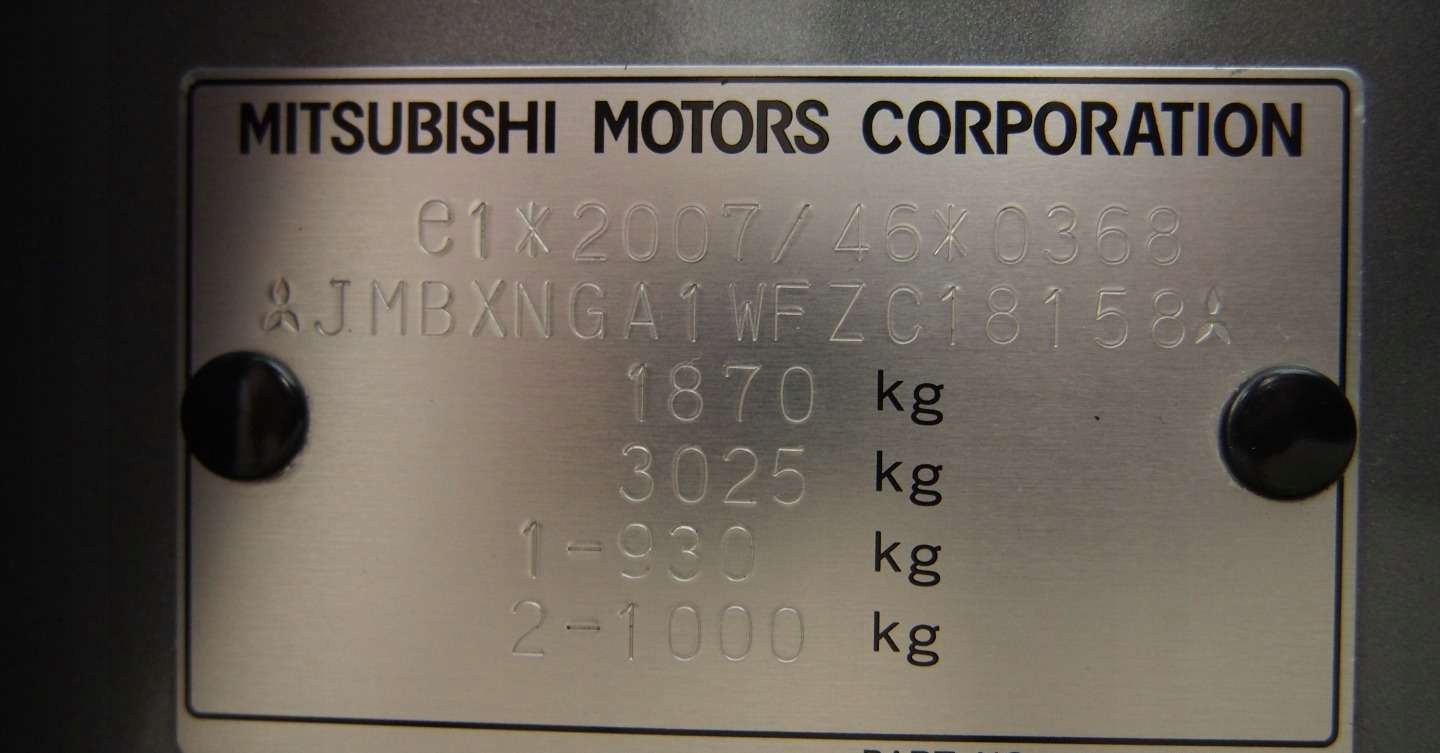 MITSUBISHI MOTORS CORPORATION
e1*2007/46*0368
JMBXNGA1WFZC18158
1870 kg
3025 kg
1-930 kg
2-1000 kg